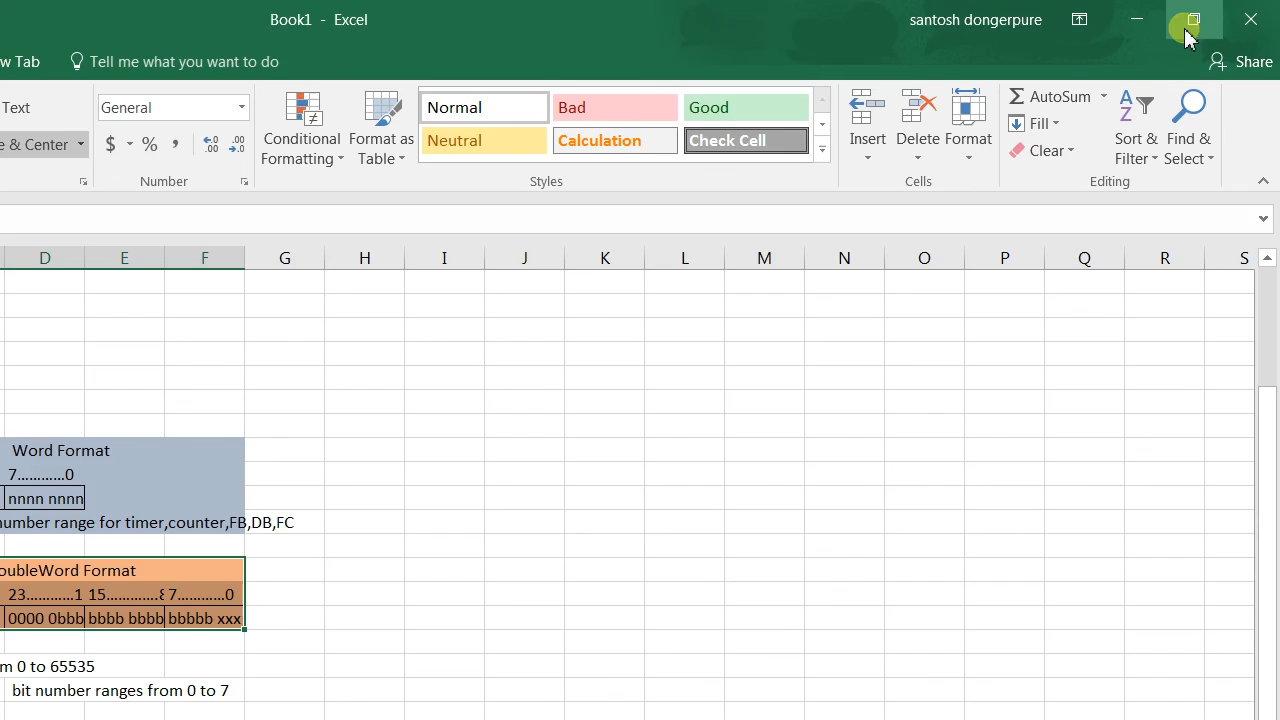 Book1 - Excel
santosh dongerpure
w Tab
Tell me what you want to do
Share
Text
General
Conditional Formatting
Format as Table
Normal
Bad
Good
Neutral
Calculation
Check Cell
Insert
Delete
Format
AutoSum
Fill
Clear
Sort & Filter
Find & Select
e & Center
$ % ,
Number
Styles
Cells
Editing
D E F G H I J K L M N O P Q R S
Word Format
7............0
nnnn nnnn
number range for timer,counter,FB,DB,FC
oubleWord Format
23............1 15.............8 7............0
0000 0bbb bbbb bbbb bbbbb xxx
m 0 to 65535
bit number ranges from 0 to 7